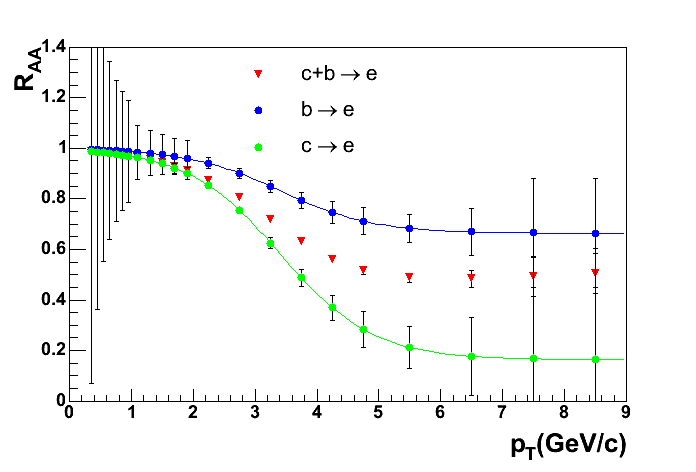 R_AA
1.4
1.2
1
0.8
0.6
0.4
0.2
0
c+b → e
b → e
c → e
0 1 2 3 4 5 6 7 8 9
p_T(GeV/c)